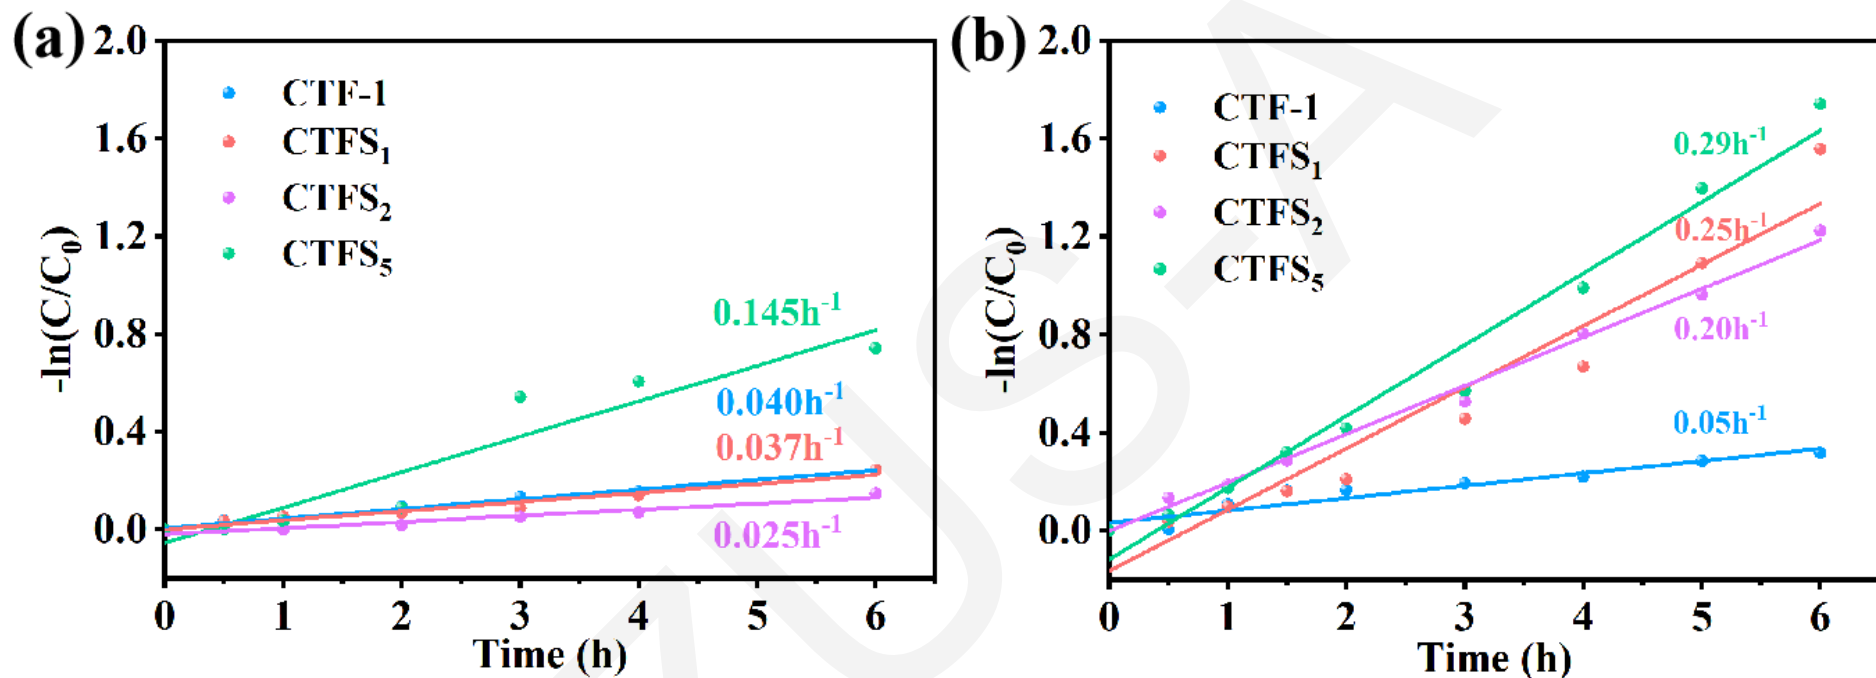 (a)
2.0
1.6
1.2
0.8
0.4
0.0
-ln(C/C₀)
CTF-1
CTFS₁
CTFS₂
CTFS₅
0.145h⁻¹
0.040h⁻¹
0.037h⁻¹
0.025h⁻¹
0 1 2 3 4 5 6
Time (h)
(b)
2.0
1.6
1.2
0.8
0.4
0.0
-ln(C/C₀)
CTF-1
CTFS₁
CTFS₂
CTFS₅
0.29h⁻¹
0.25h⁻¹
0.20h⁻¹
0.05h⁻¹
0 1 2 3 4 5 6
Time (h)
ZUS-A